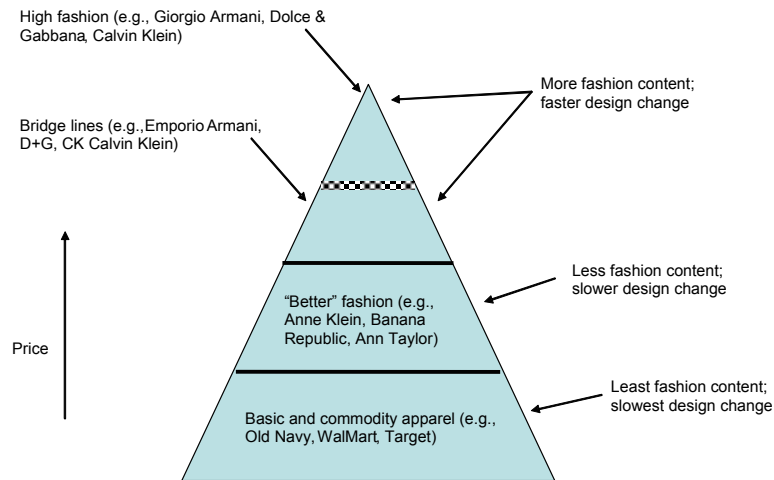 High fashion (e.g., Giorgio Armani, Dolce &
Gabbana, Calvin Klein)
More fashion content;
faster design change
Bridge lines (e.g.,Emporio Armani,
D+G, CK Calvin Klein)
Less fashion content;
slower design change
“Better” fashion (e.g.,
Anne Klein, Banana
Republic, Ann Taylor)
Price
Least fashion content;
slowest design change
Basic and commodity apparel (e.g.,
Old Navy, WalMart, Target)